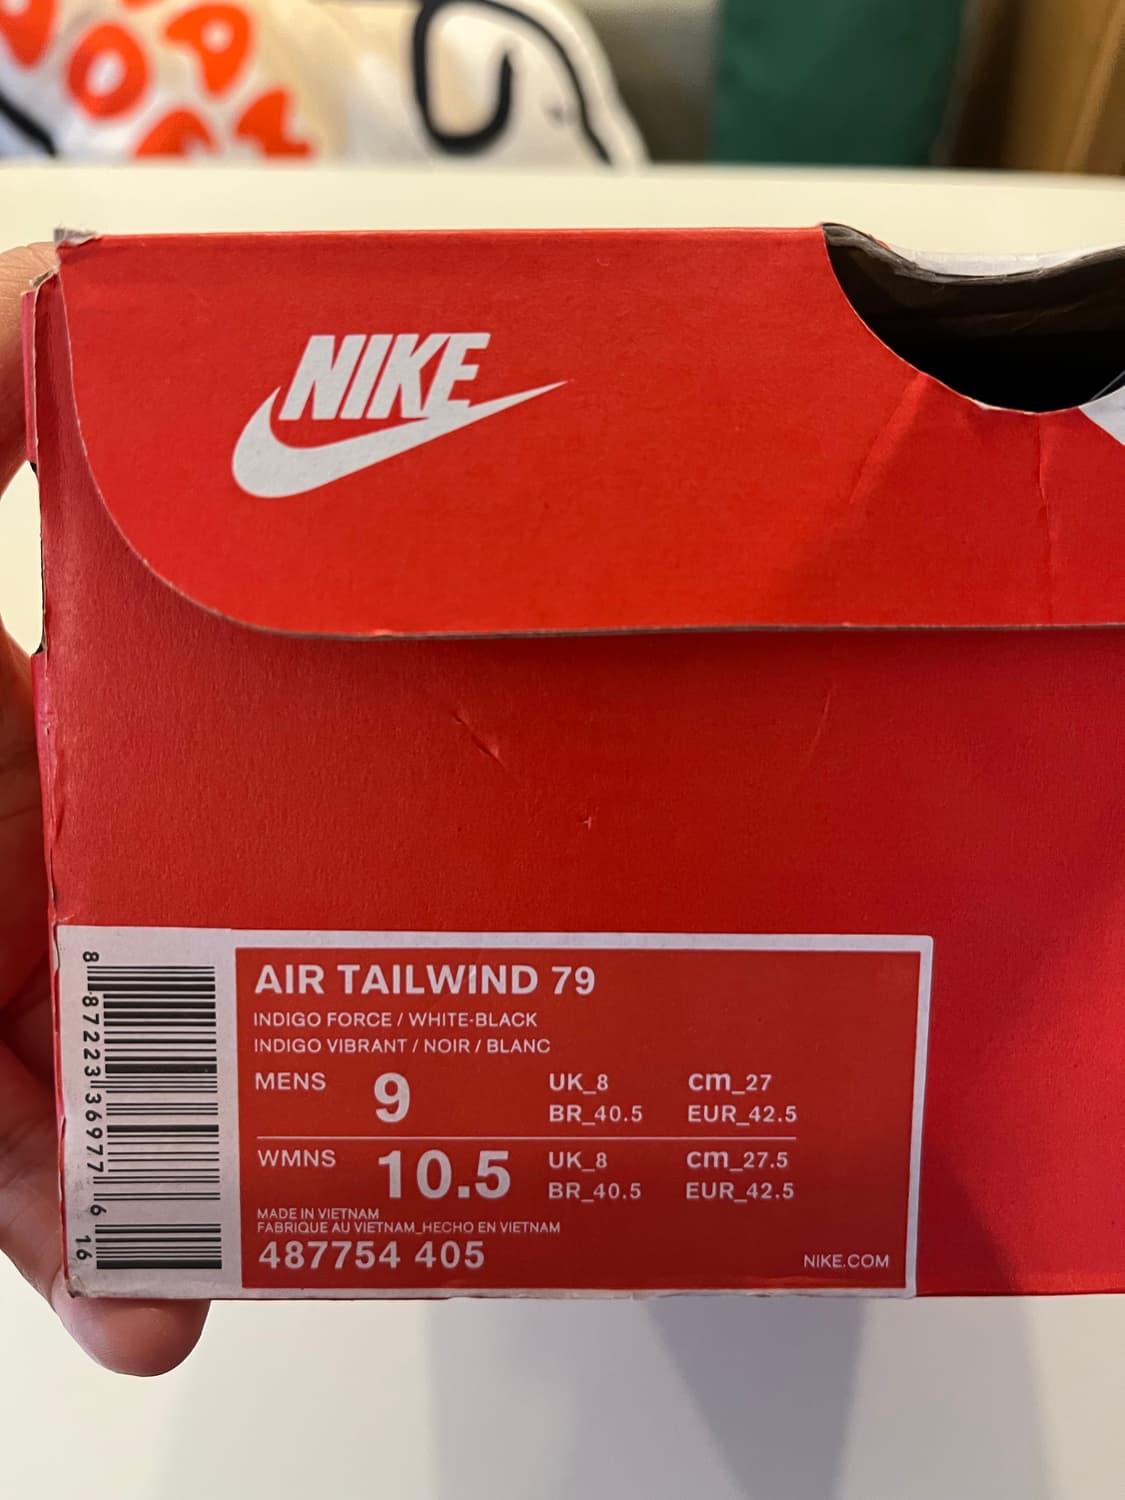 NIKE
AIR TAILWIND 79
INDIGO FORCE / WHITE-BLACK
INDIGO VIBRANT / NOIR / BLANC
MENS 9 UK_8 cm_27
BR_40.5 EUR_42.5
WMNS 10.5 UK_8 cm_27.5
BR_40.5 EUR_42.5
MADE IN VIETNAM
FABRIQUE AU VIETNAM_HECHO EN VIETNAM
487754 405
NIKE.COM
8 87223 36977 6 16